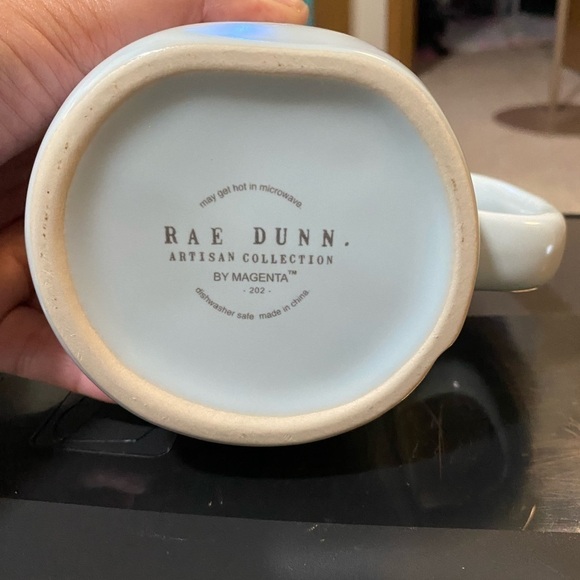 may get hot in microwave.
RAE DUNN.
ARTISAN COLLECTION
BY MAGENTA™
- 202 -
dishwasher safe made in china.